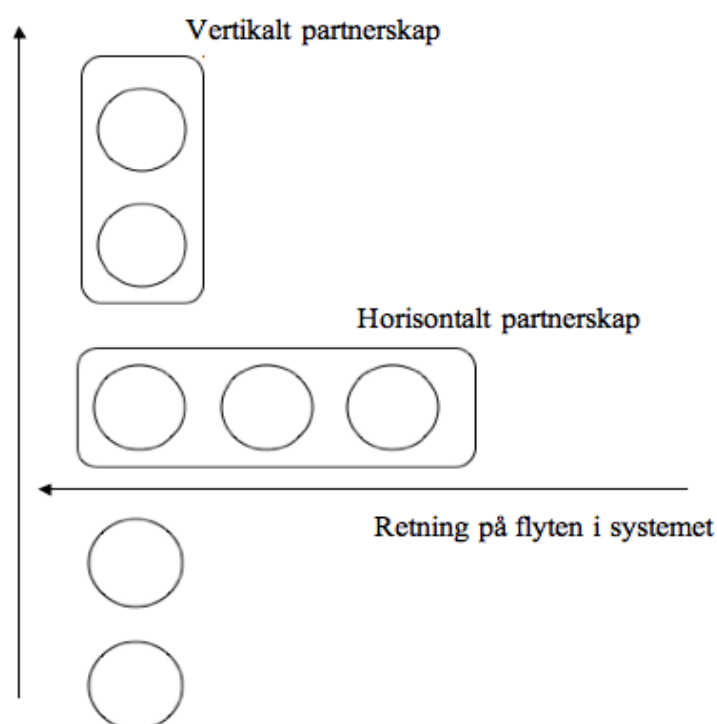 Vertikalt partnerskap
Horisontalt partnerskap
Retning på flyten i systemet